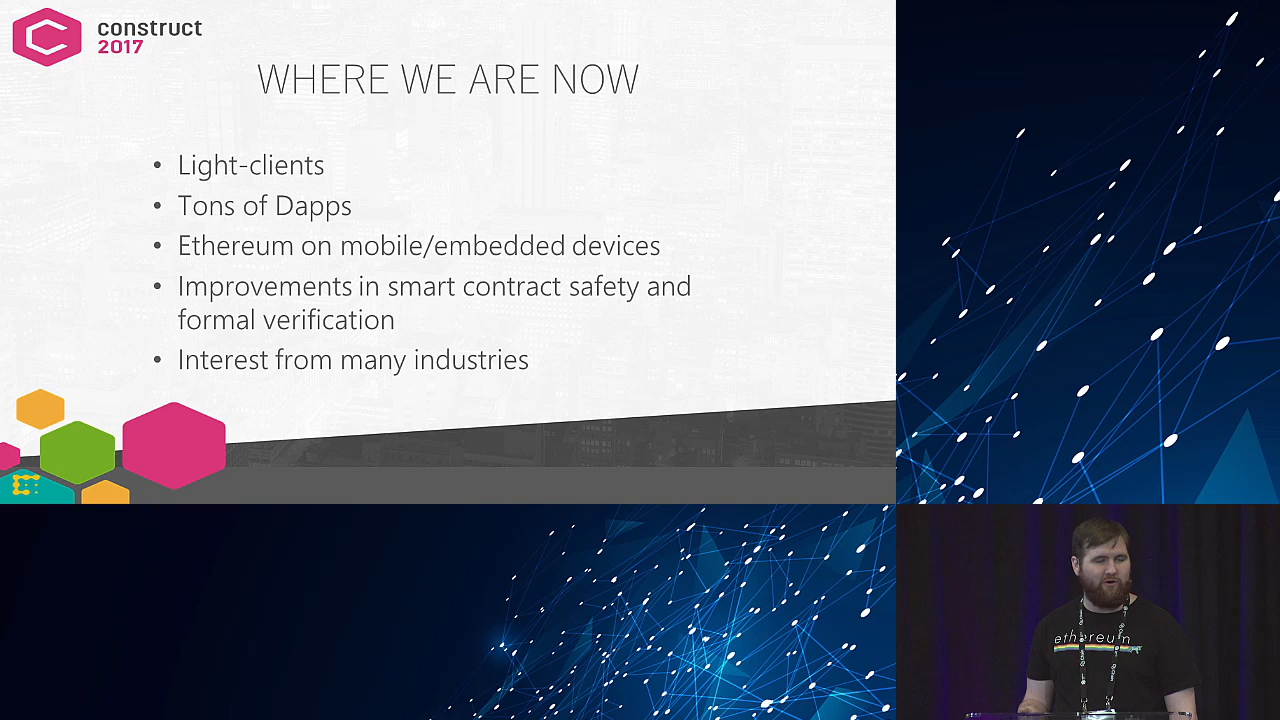 construct
2017
WHERE WE ARE NOW
• Light-clients
• Tons of Dapps
• Ethereum on mobile/embedded devices
• Improvements in smart contract safety and
formal verification
• Interest from many industries
ethereum